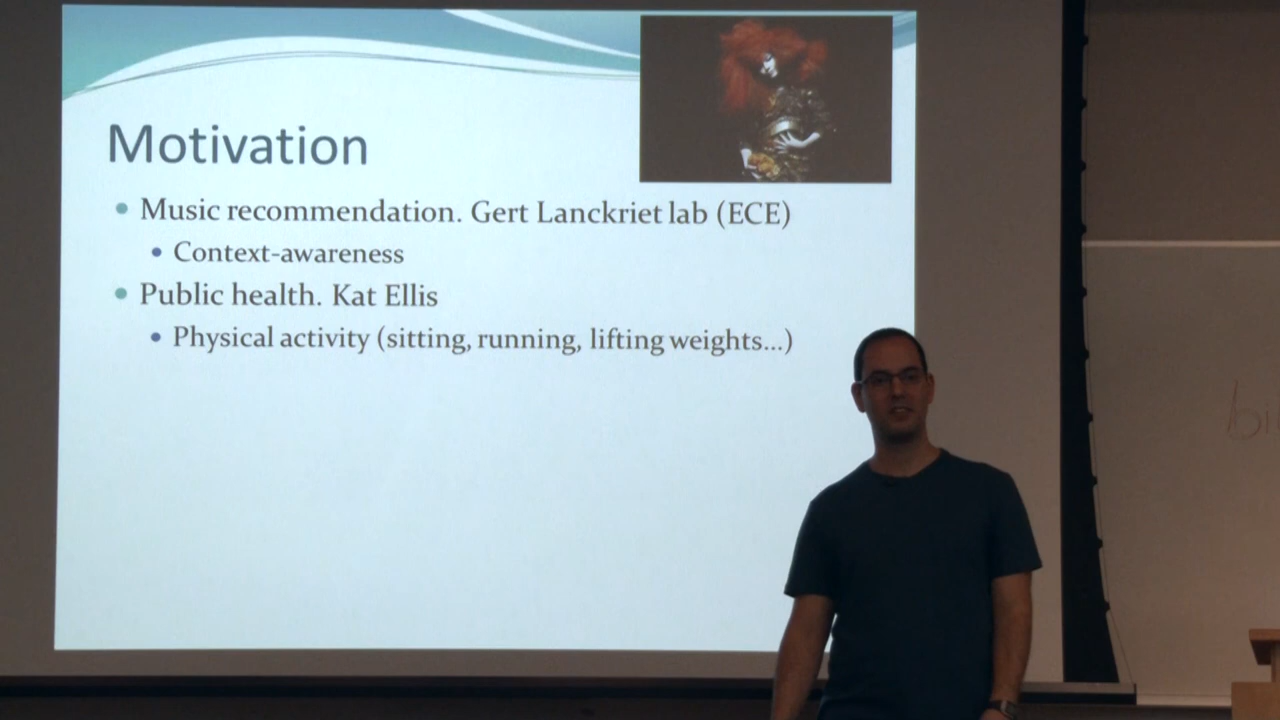 Motivation
Music recommendation. Gert Lanckriet lab (ECE)
Context-awareness
Public health. Kat Ellis
Physical activity (sitting, running, lifting weights...)